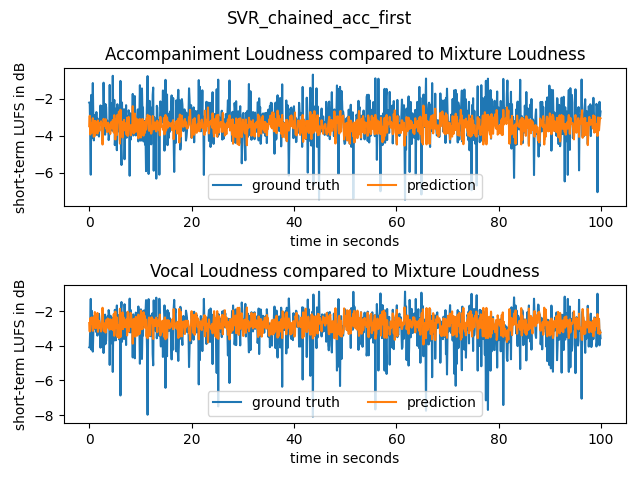 SVR_chained_acc_first
Accompaniment Loudness compared to Mixture Loudness
short-term LUFS in dB
−2
−4
−6
ground truth
prediction
0
20
40
60
80
100
time in seconds
Vocal Loudness compared to Mixture Loudness
short-term LUFS in dB
−2
−4
−6
−8
ground truth
prediction
0
20
40
60
80
100
time in seconds